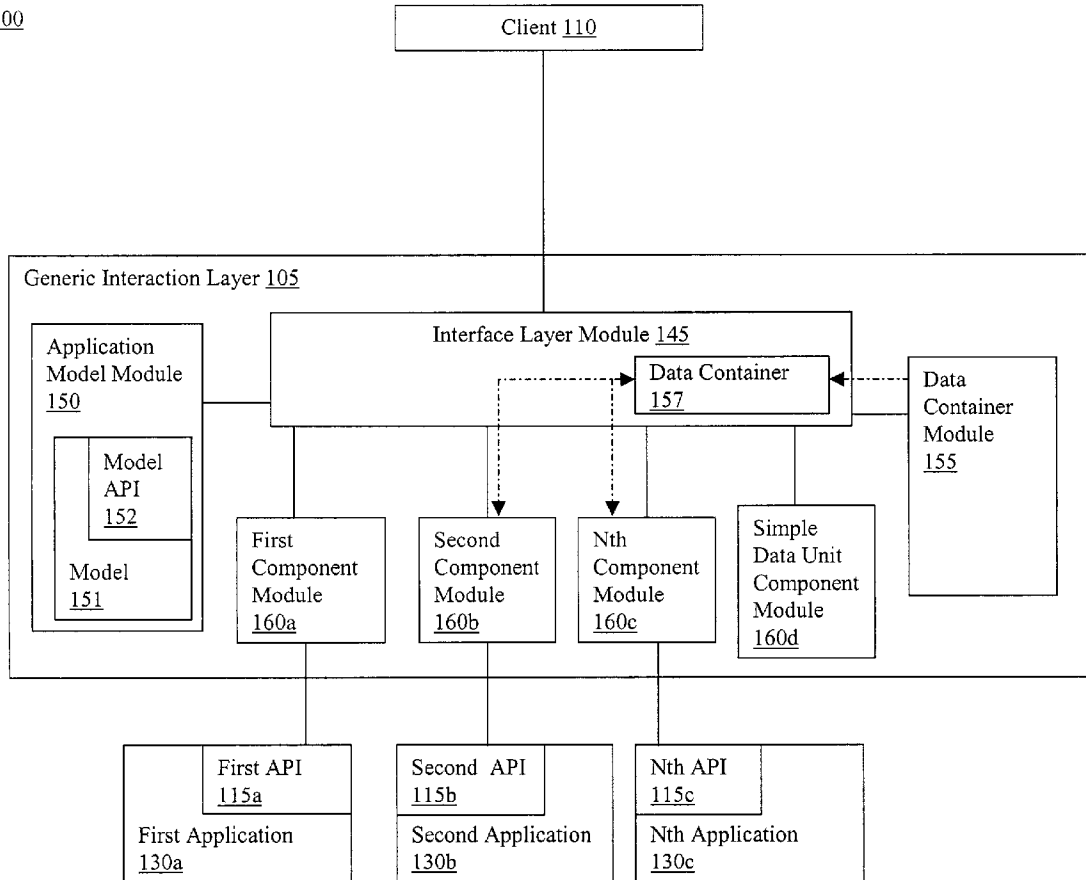 00
Client 110
Generic Interaction Layer 105
Interface Layer Module 145
Application
Model Module
150
Data Container
157
Data
Container
Module
155
Model
API
152
Model
151
First
Component
Module
160a
Second
Component
Module
160b
Nth
Component
Module
160c
Simple
Data Unit
Component
Module
160d
First API
115a
First Application
130a
Second API
115b
Second Application
130b
Nth API
115c
Nth Application
130c